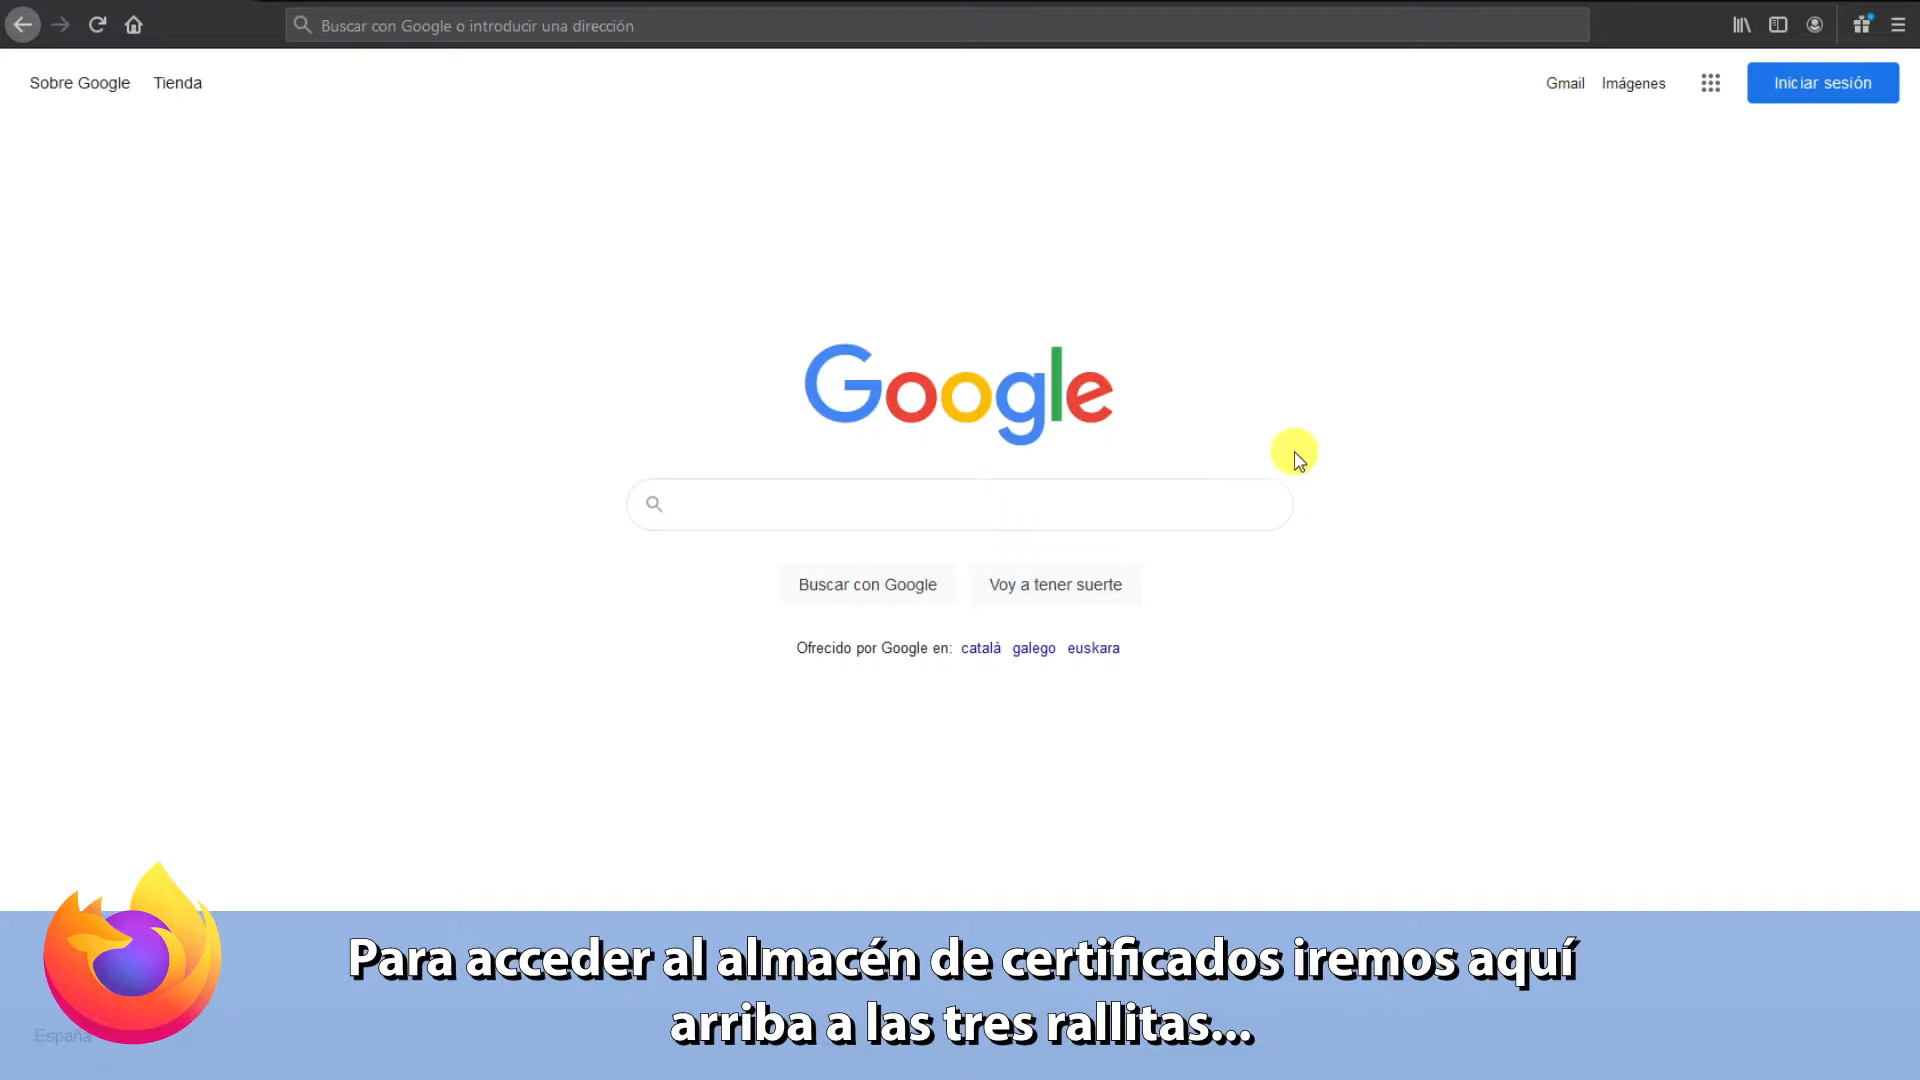 Buscar con Google o introducir una dirección
Sobre Google Tienda
Gmail Imágenes Iniciar sesión
Google
Buscar con Google Voy a tener suerte
Ofrecido por Google en: català galego euskara
Para acceder al almacén de certificados iremos aquí
arriba a las tres rallitas...
España